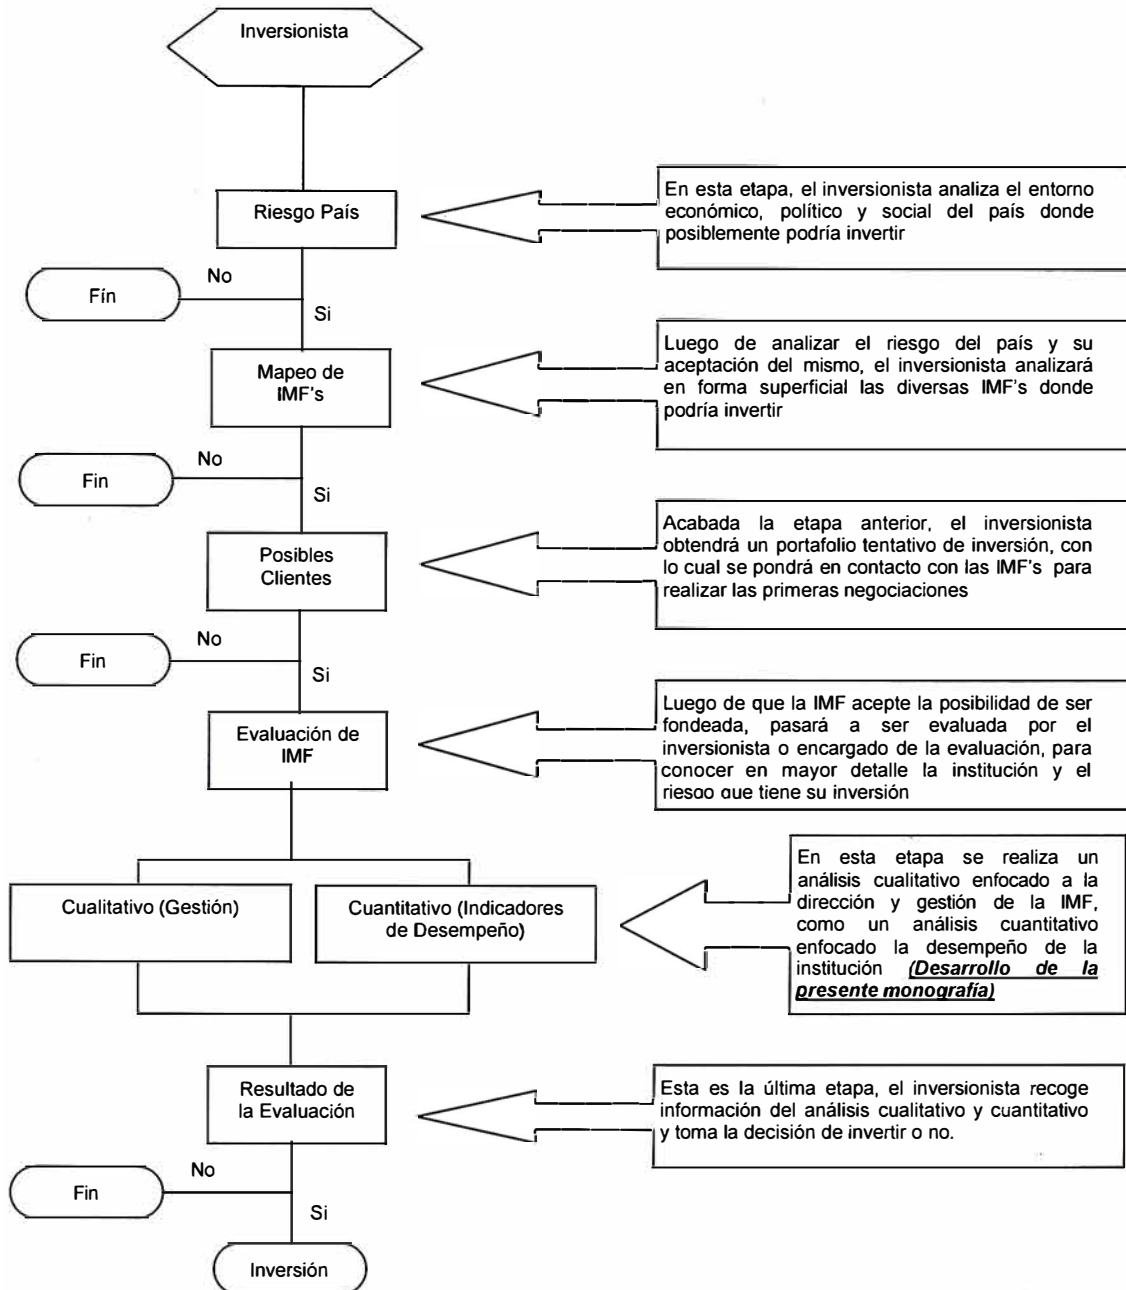 Inversionista
Riesgo País
En esta etapa, el inversionista analiza el entorno
económico, político y social del país donde
posiblemente podría invertir
No
Fín
Si
Mapeo de
IMF's
Luego de analizar el riesgo del país y su
aceptación del mismo, el inversionista analizará
en forma superficial las diversas IMF's donde
podría invertir
No
Fin
Si
Posibles
Clientes
Acabada la etapa anterior, el inversionista
obtendrá un portafolio tentativo de inversión, con
lo cual se pondrá en contacto con las IMF's para
realizar las primeras negociaciones
No
Fin
Si
Evaluación de
IMF
Luego de que la IMF acepte la posibilidad de ser
fondeada, pasará a ser evaluada por el
inversionista o encargado de la evaluación, para
conocer en mayor detalle la institución y el
riesgo que tiene su inversión
Cualitativo (Gestión)
Cuantitativo (Indicadores
de Desempeño)
En esta etapa se realiza un
análisis cualitativo enfocado a la
dirección y gestión de la IMF,
como un análisis cuantitativo
enfocado la desempeño de la
institución (Desarrollo de la
presente monografía)
Resultado de
la Evaluación
Esta es la última etapa, el inversionista recoge
información del análisis cualitativo y cuantitativo
y toma la decisión de invertir o no.
No
Fin
Si
Inversión